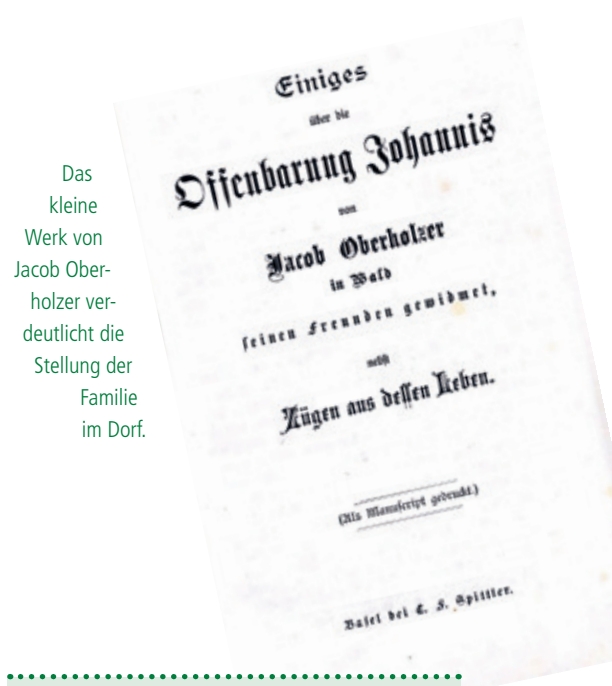 Das
kleine
Werk von
Jacob Ober-
holzer ver-
deutlicht die
Stellung der
Familie
im Dorf.
Einiges
über die
Offenbarung Johannis
von
Jacob Oberholzer
in Wald
seinen Freunden gewidmet,
nebst
Zügen aus dessen Leben.
(Als Manuscript gedruckt.)
Basel bei C. F. Spittler.